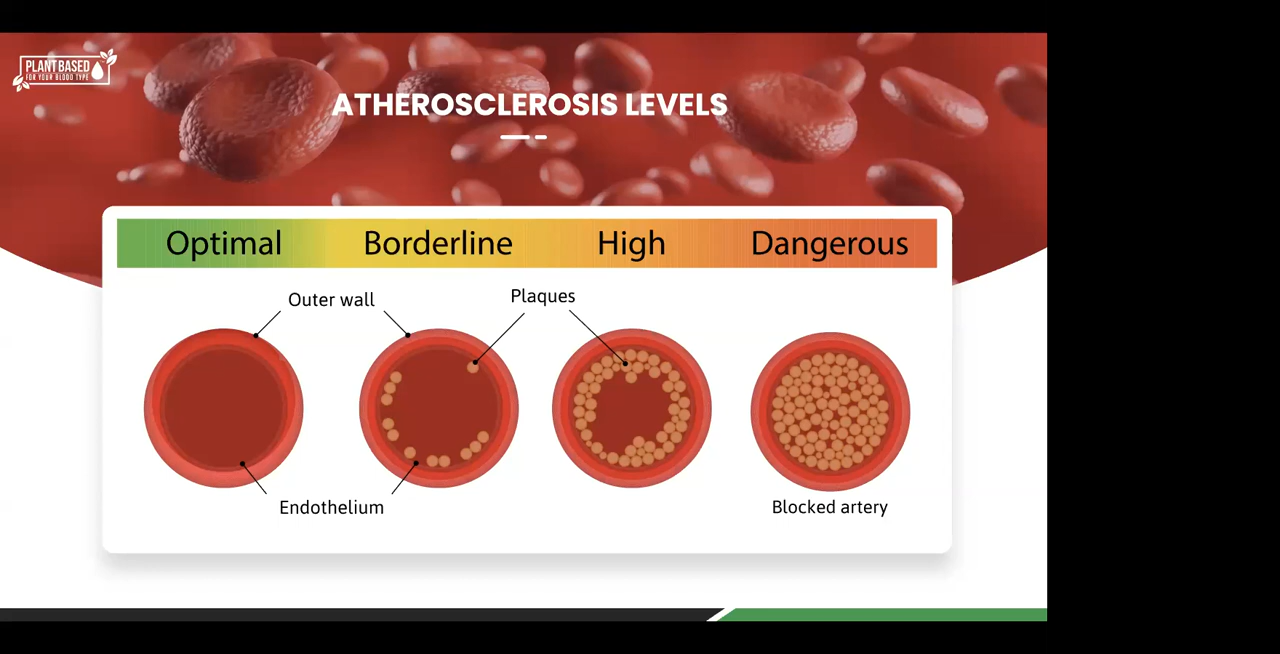 PLANT BASED
FOR YOUR BLOOD TYPE
ATHEROSCLEROSIS LEVELS
Optimal Borderline High Dangerous
Outer wall Plaques
Endothelium Blocked artery